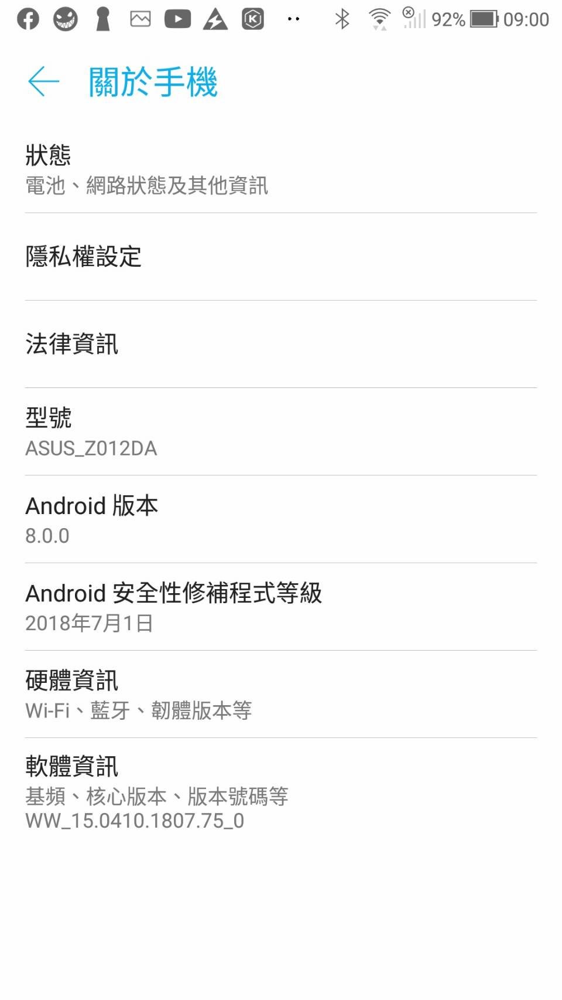 92% 09:00
關於手機
狀態
電池、網路狀態及其他資訊
隱私權設定
法律資訊
型號
ASUS_Z012DA
Android 版本
8.0.0
Android 安全性修補程式等級
2018年7月1日
硬體資訊
Wi-Fi、藍牙、韌體版本等
軟體資訊
基頻、核心版本、版本號碼等
WW_15.0410.1807.75_0